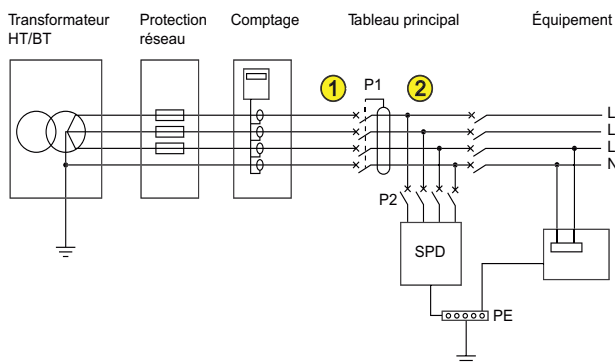 Transformateur
HT/BT
Protection
réseau
Comptage
Tableau principal
Équipement
1
P1
2
L
L
L
N
P2
SPD
PE